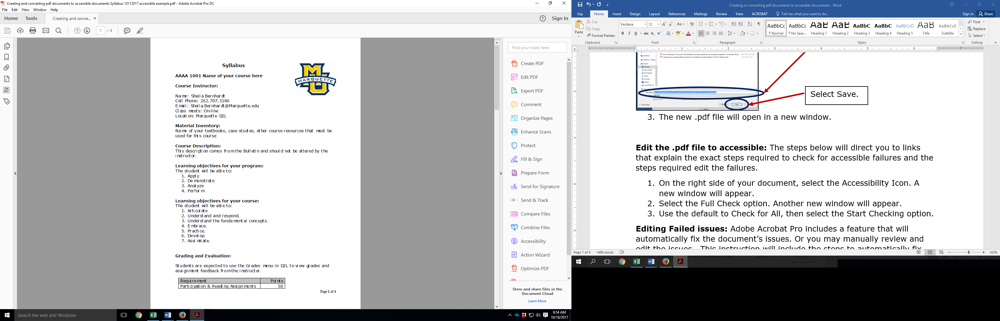 Creating and converting pdf documents to accessible documents Syllabus 10112017 accessible example.pdf - Adobe Acrobat Pro DC
File Edit View Window Help
Home Tools Creating and conve... × Sign In
1 / 4
Syllabus
MU MARQUETTE
AAAA 1001 Name of your course here
Course Instructor:
Name: Sheila Bernhardt
Cell Phone: 262.707.3186
Email: Sheila.Bernhardt@Marquette.edu
Class meets: On-line
Location: Marquette D2L
Material Inventory:
Name of your textbooks, case studies, other course resources that must be
used for this course
Course Description:
This description comes from the Bulletin and should not be altered by the
instructor.
Learning objectives for your program:
The student will be able to:
1. Apply
2. Demonstrate
3. Analyze
4. Perform
Learning objectives for your course:
The student will be able to:
1. Articulate
2. Understand and respond.
3. Understand the fundamental concepts.
4. Embrace.
5. Practice.
6. Develop
7. Assimilate.
Grading and Evaluation:
Students are expected to use the Grades menu in D2L to view grades and
assignment feedback from the instructor.
Requirement Points
Participation & Reading Assignments 50
Page 1 of 4
Find your tools here
Create PDF
Edit PDF
Export PDF
Comment
Organize Pages
Enhance Scans
Protect
Fill & Sign
Prepare Form
Send for Signature
Send & Track
Compare Files
Combine Files
Accessibility
Action Wizard
Optimize PDF
Store and share files in the
Document Cloud
Learn More
Search the web and Windows
8:54 AM
10/18/2017
Creating or converting pdf documents to accessible documents - Word
File Home Insert Design Layout References Mailings Review View ACROBAT Tell me what you want to do... Sign in Share
Paste
Cut
Copy
Format Painter
Clipboard
Verdana 12
Font
Paragraph
AaBbCc AaBbCc AaB AaB AaBbC AaBbC AaBbCcD AaB AaBbCcD
¶ Normal ¶ No Spac... Heading 1 Heading 2 Heading 3 Heading 4 Heading 5 Title Subtitle
Styles
Find
Replace
Select
Editing
OneDrive
This PC
Desktop
Documents
Downloads
Music
Pictures
Videos
Local Disk (C:)
File name:
Hide Folders
Save
Select Save.
3. The new .pdf file will open in a new window.
Edit the .pdf file to accessible: The steps below will direct you to links
that explain the exact steps required to check for accessible failures and the
steps required edit the failures.
1. On the right side of your document, select the Accessibility Icon. A
new window will appear.
2. Select the Full Check option. Another new window will appear.
3. Use the default to Check for All, then select the Start Checking option.
Editing Failed issues: Adobe Acrobat Pro includes a feature that will
automatically fix the document's issues. Or you may manually review and
edit the issues. This instruction will include the steps to automatically fix
Page 7 of 9 1480 words
163%